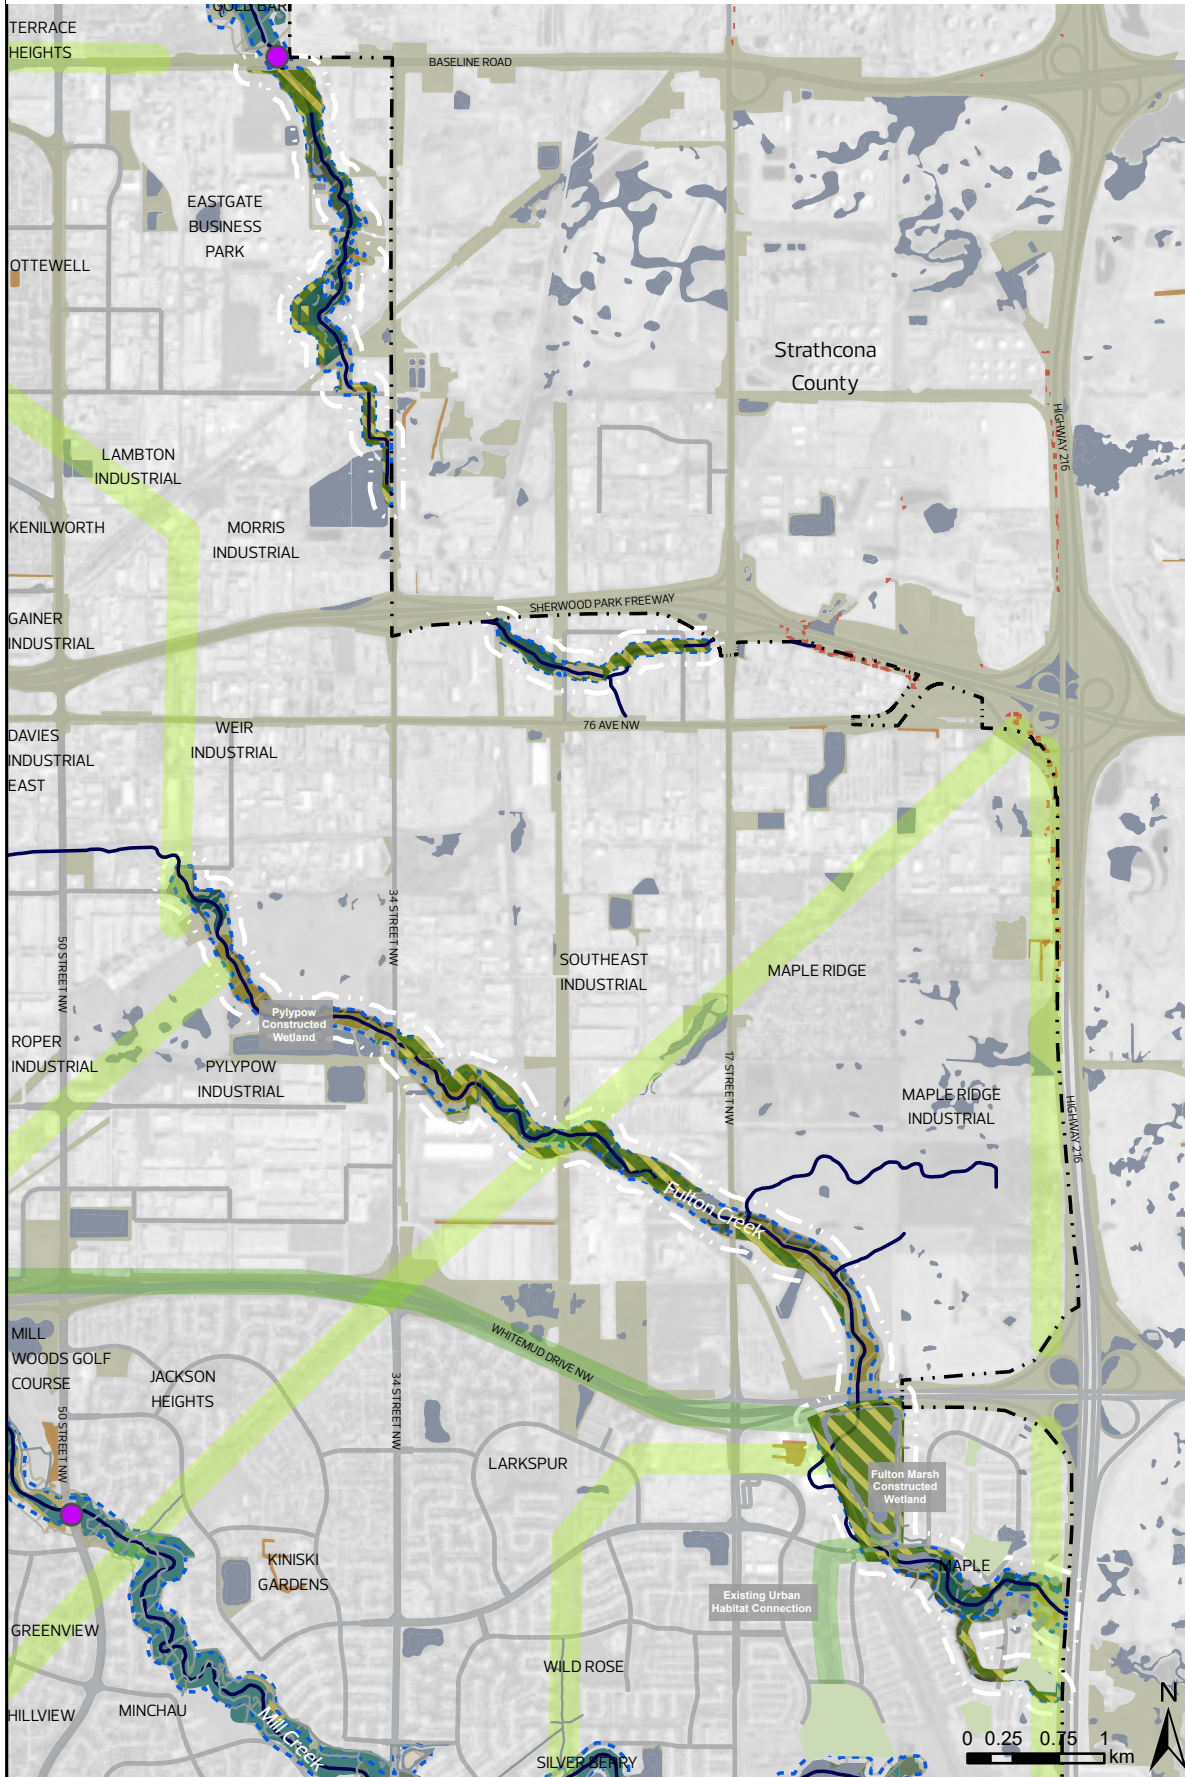 GOLD BAR
TERRACE
HEIGHTS
BASELINE ROAD
EASTGATE
BUSINESS
PARK
OTTEWELL
Strathcona
County
HIGHWAY 216
LAMBTON
INDUSTRIAL
KENILWORTH
MORRIS
INDUSTRIAL
SHERWOOD PARK FREEWAY
GAINER
INDUSTRIAL
76 AVE NW
WEIR
INDUSTRIAL
DAVIES
INDUSTRIAL
EAST
34 STREET NW
50 STREET NW
SOUTHEAST
INDUSTRIAL
MAPLE RIDGE
Pylypow
Constructed
Wetland
ROPER
INDUSTRIAL
PYLYPOW
INDUSTRIAL
17 STREET NW
MAPLE RIDGE
INDUSTRIAL
HIGHWAY 216
Fulton Creek
WHITEMUD DRIVE NW
MILL
WOODS GOLF
COURSE
JACKSON
HEIGHTS
34 STREET NW
50 STREET NW
LARKSPUR
Fulton Marsh
Constructed
Wetland
KINISKI
GARDENS
MAPLE
Existing Urban
Habitat Connection
GREENVIEW
WILD ROSE
HILLVIEW
MINCHAU
Mill Creek
SILVER BERRY
N
0 0.25 0.75 1
km